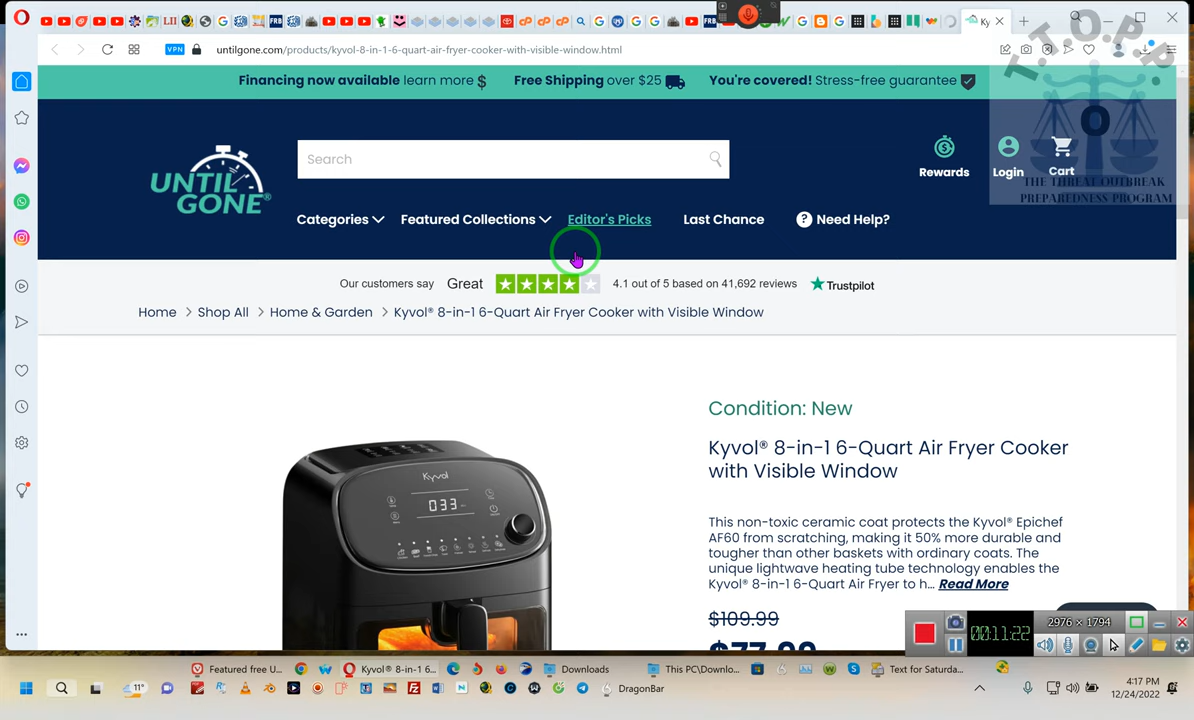 Ky
VPN untilgone.com/products/kyvol-8-in-1-6-quart-air-fryer-cooker-with-visible-window.html
T.T.O.P.P.
Financing now available learn more Free Shipping over $25 You're covered! Stress-free guarantee
UNTIL GONE®
Search
Rewards Login Cart
THE THREAT OUTBREAK
PREPAREDNESS PROGRAM
Categories Featured Collections Editor's Picks Last Chance ? Need Help?
Our customers say Great 4.1 out of 5 based on 41,692 reviews Trustpilot
Home > Shop All > Home & Garden > Kyvol® 8-in-1 6-Quart Air Fryer Cooker with Visible Window
Condition: New
Kyvol® 8-in-1 6-Quart Air Fryer Cooker
with Visible Window
Kyvol
033
This non-toxic ceramic coat protects the Kyvol® Epichef
AF60 from scratching, making it 50% more durable and
tougher than other baskets with ordinary coats. The
unique lightwave heating tube technology enables the
Kyvol® 8-in-1 6-Quart Air Fryer to h... Read More
$109.99
00:11:22
2976 × 1794
Featured free U... Kyvol® 8-in-1 6... Downloads This PC\Downlo... Text for Saturda...
11°
DragonBar
4:17 PM
12/24/2022